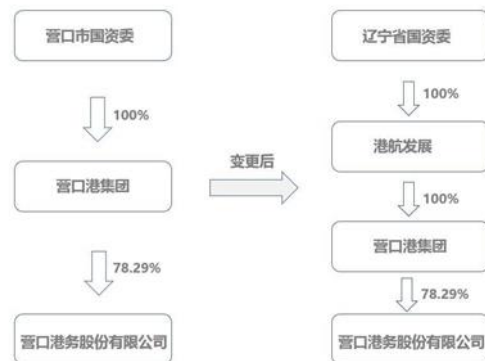 营口市国资委
100%
营口港集团
78.29%
营口港务股份有限公司
变更后
辽宁省国资委
100%
港航发展
100%
营口港集团
78.29%
营口港务股份有限公司